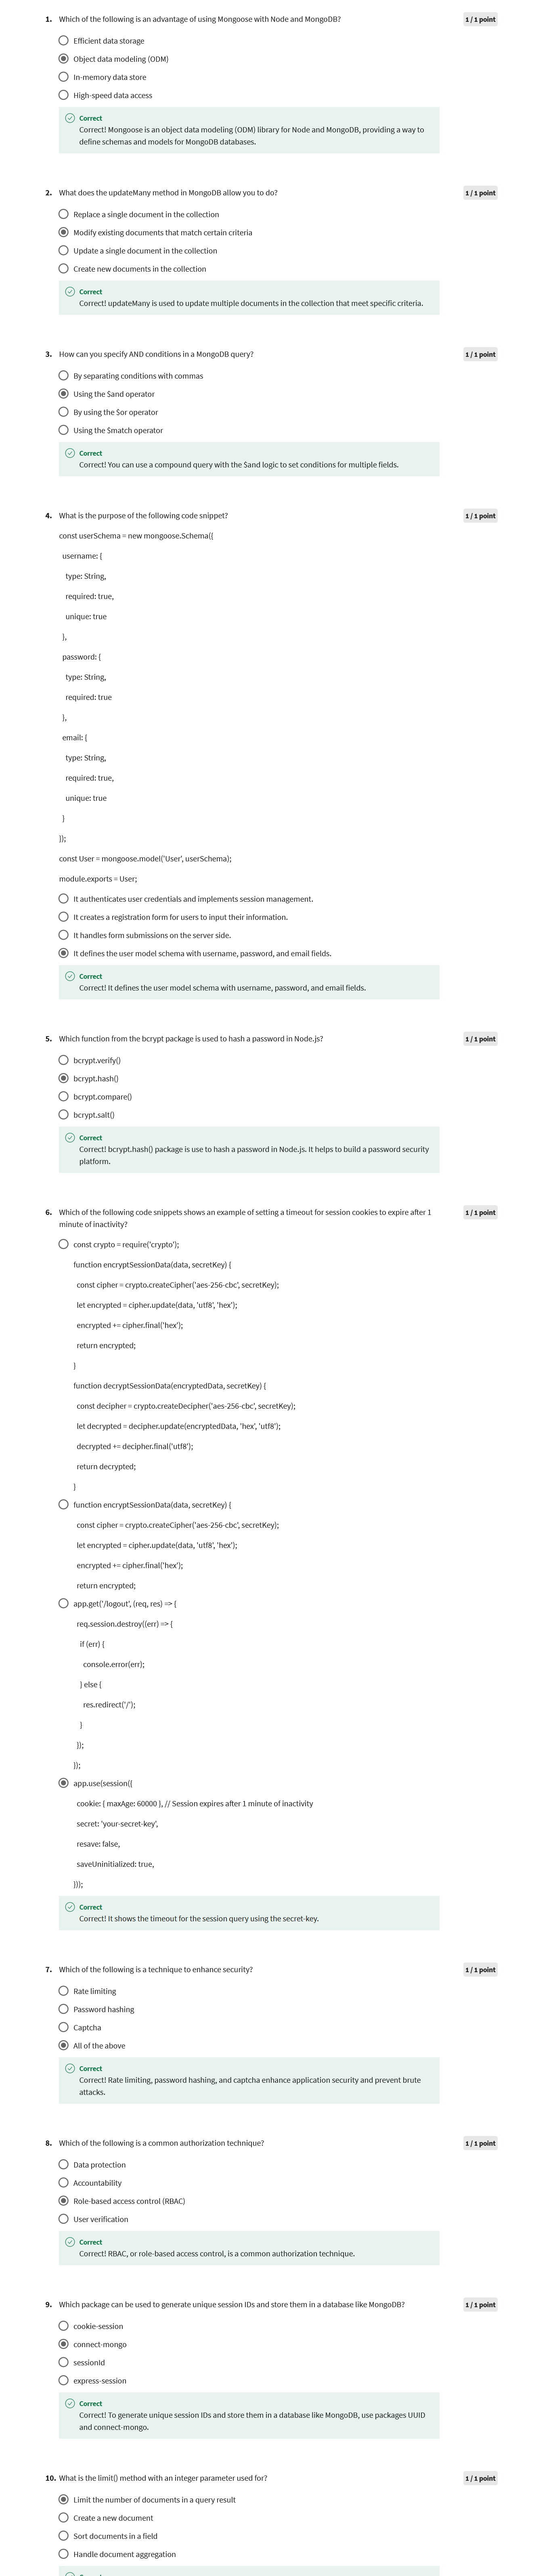 1. Which of the following is an advantage of using Mongoose with Node and MongoDB?
1 / 1 point
Efficient data storage
Object data modeling (ODM)
In-memory data store
High-speed data access
Correct
Correct! Mongoose is an object data modeling (ODM) library for Node and MongoDB, providing a way to
define schemas and models for MongoDB databases.
2. What does the updateMany method in MongoDB allow you to do?
1 / 1 point
Replace a single document in the collection
Modify existing documents that match certain criteria
Update a single document in the collection
Create new documents in the collection
Correct
Correct! updateMany is used to update multiple documents in the collection that meet specific criteria.
3. How can you specify AND conditions in a MongoDB query?
1 / 1 point
By separating conditions with commas
Using the $and operator
By using the $or operator
Using the $match operator
Correct
Correct! You can use a compound query with the $and logic to set conditions for multiple fields.
4. What is the purpose of the following code snippet?
1 / 1 point
const userSchema = new mongoose.Schema({
username: {
type: String,
required: true,
unique: true
},
password: {
type: String,
required: true
},
email: {
type: String,
required: true,
unique: true
}
});
const User = mongoose.model('User', userSchema);
module.exports = User;
It authenticates user credentials and implements session management.
It creates a registration form for users to input their information.
It handles form submissions on the server side.
It defines the user model schema with username, password, and email fields.
Correct
Correct! It defines the user model schema with username, password, and email fields.
5. Which function from the bcrypt package is used to hash a password in Node.js?
1 / 1 point
bcrypt.verify()
bcrypt.hash()
bcrypt.compare()
bcrypt.salt()
Correct
Correct! bcrypt.hash() package is use to hash a password in Node.js. It helps to build a password security
platform.
6. Which of the following code snippets shows an example of setting a timeout for session cookies to expire after 1
minute of inactivity?
1 / 1 point
const crypto = require('crypto');
function encryptSessionData(data, secretKey) {
const cipher = crypto.createCipher('aes-256-cbc', secretKey);
let encrypted = cipher.update(data, 'utf8', 'hex');
encrypted += cipher.final('hex');
return encrypted;
}
function decryptSessionData(encryptedData, secretKey) {
const decipher = crypto.createDecipher('aes-256-cbc', secretKey);
let decrypted = decipher.update(encryptedData, 'hex', 'utf8');
decrypted += decipher.final('utf8');
return decrypted;
}
function encryptSessionData(data, secretKey) {
const cipher = crypto.createCipher('aes-256-cbc', secretKey);
let encrypted = cipher.update(data, 'utf8', 'hex');
encrypted += cipher.final('hex');
return encrypted;
app.get('/logout', (req, res) => {
req.session.destroy((err) => {
if (err) {
console.error(err);
} else {
res.redirect('/');
}
});
});
app.use(session({
cookie: { maxAge: 60000 }, // Session expires after 1 minute of inactivity
secret: 'your-secret-key',
resave: false,
saveUninitialized: true,
}));
Correct
Correct! It shows the timeout for the session query using the secret-key.
7. Which of the following is a technique to enhance security?
1 / 1 point
Rate limiting
Password hashing
Captcha
All of the above
Correct
Correct! Rate limiting, password hashing, and captcha enhance application security and prevent brute
attacks.
8. Which of the following is a common authorization technique?
1 / 1 point
Data protection
Accountability
Role-based access control (RBAC)
User verification
Correct
Correct! RBAC, or role-based access control, is a common authorization technique.
9. Which package can be used to generate unique session IDs and store them in a database like MongoDB?
1 / 1 point
cookie-session
connect-mongo
sessionId
express-session
Correct
Correct! To generate unique session IDs and store them in a database like MongoDB, use packages UUID
and connect-mongo.
10. What is the limit() method with an integer parameter used for?
1 / 1 point
Limit the number of documents in a query result
Create a new document
Sort documents in a field
Handle document aggregation